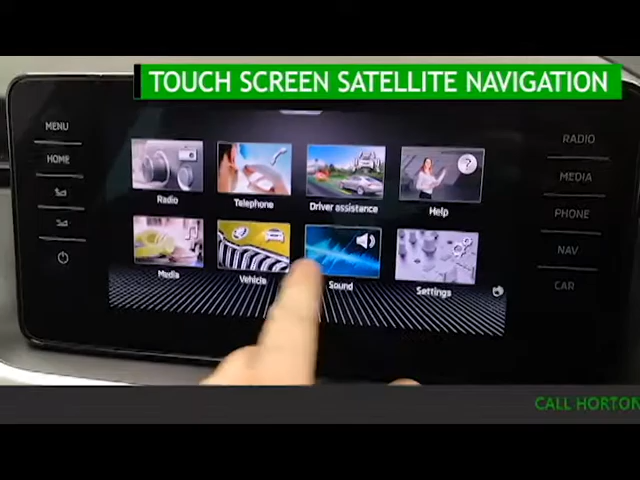 TOUCH SCREEN SATELLITE NAVIGATION
MENU
HOME
Radio
Telephone
Driver assistance
Help
Media
Vehicle
Sound
Settings
RADIO
MEDIA
PHONE
NAV
CAR
CALL HORTON